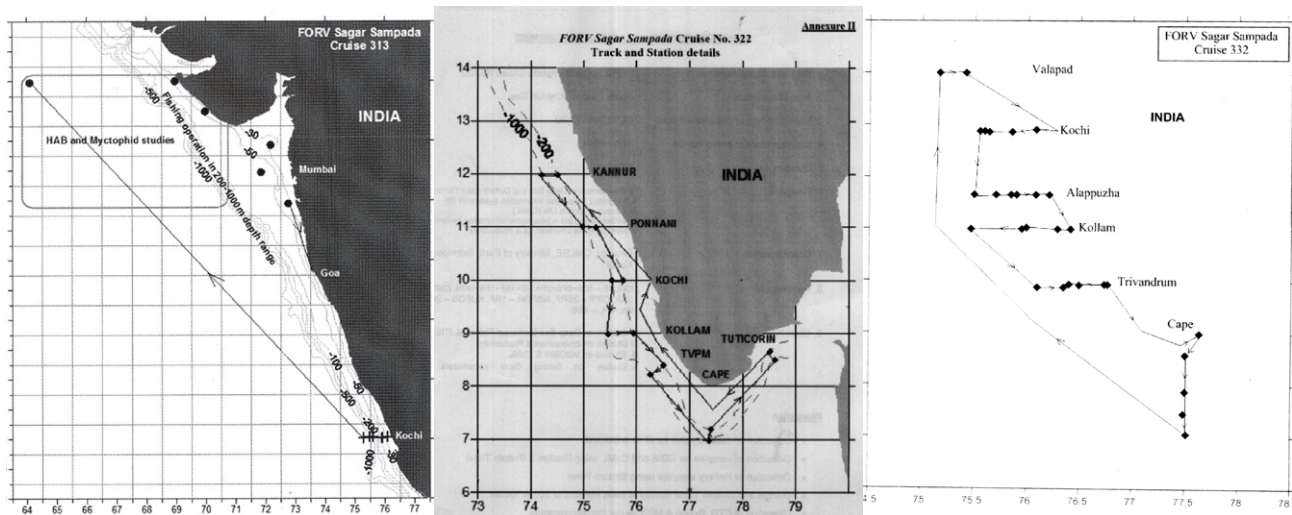 FORV Sagar Sampada
Cruise 313
-500
Fishing operation in 200-1000 m depth range
INDIA
HAB and Myctophid studies
-1000
-30
-50
Mumbai
Goa
-100
-500
-200
Kochi
-1000
64 63 64 65 66 67 68 69 70 71 72 73 74 75 76 77
Annexure II
FORV Sagar Sampada Cruise No. 322
Track and Station details
14
13
-1000
-200
12
KANNUR
INDIA
11
PONNANI
10
KOCHI
9
KOLLAM
TUTICORIN
TVPM
8
CAPE
7
6
73 74 75 76 77 78 79
FORV Sagar Sampada
Cruise 332
Valapad
Kochi
INDIA
Alappuzha
Kollam
Trivandrum
Cape
75.5 76 76.5 77 77.5 78